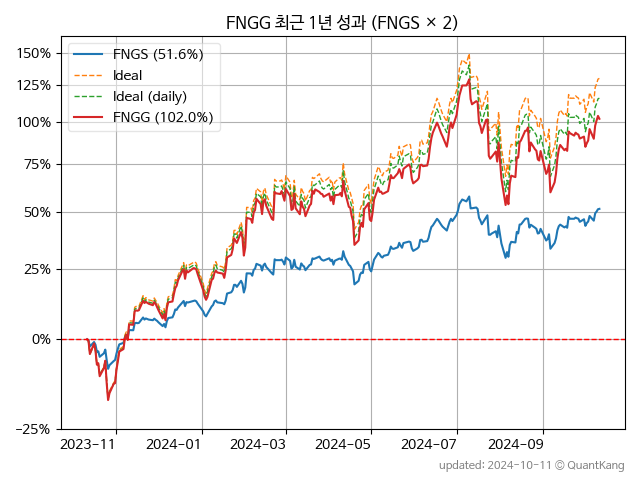 FNGG 최근 1년 성과 (FNGS × 2)
FNGS (51.6%)
Ideal
Ideal (daily)
FNGG (102.0%)
150%
125%
100%
75%
50%
25%
0%
−25%
2023-11 2024-01 2024-03 2024-05 2024-07 2024-09
updated: 2024-10-11 © QuantKang